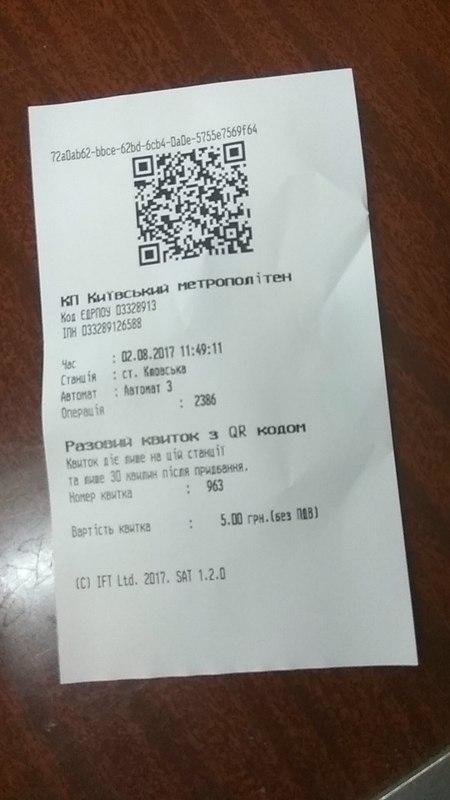 72a0ab62-bbce-62bd-6cb4-0a0e-5755e7569f64
КП Київський метрополітен
Код ЄДРПОУ 03328913
ІПН 033289126588
Час : 02.08.2017 11:49:11
Станція : ст. Кловська
Автомат : Автомат 3
Операція : 2386
Разовий квиток з QR кодом
Квиток діє лише на цій станції
та лише 30 хвилин після придбання.
Номер квитка : 963
Вартість квитка : 5.00 грн.(без ПДВ)
(C) IFT Ltd. 2017. SAT 1.2.0